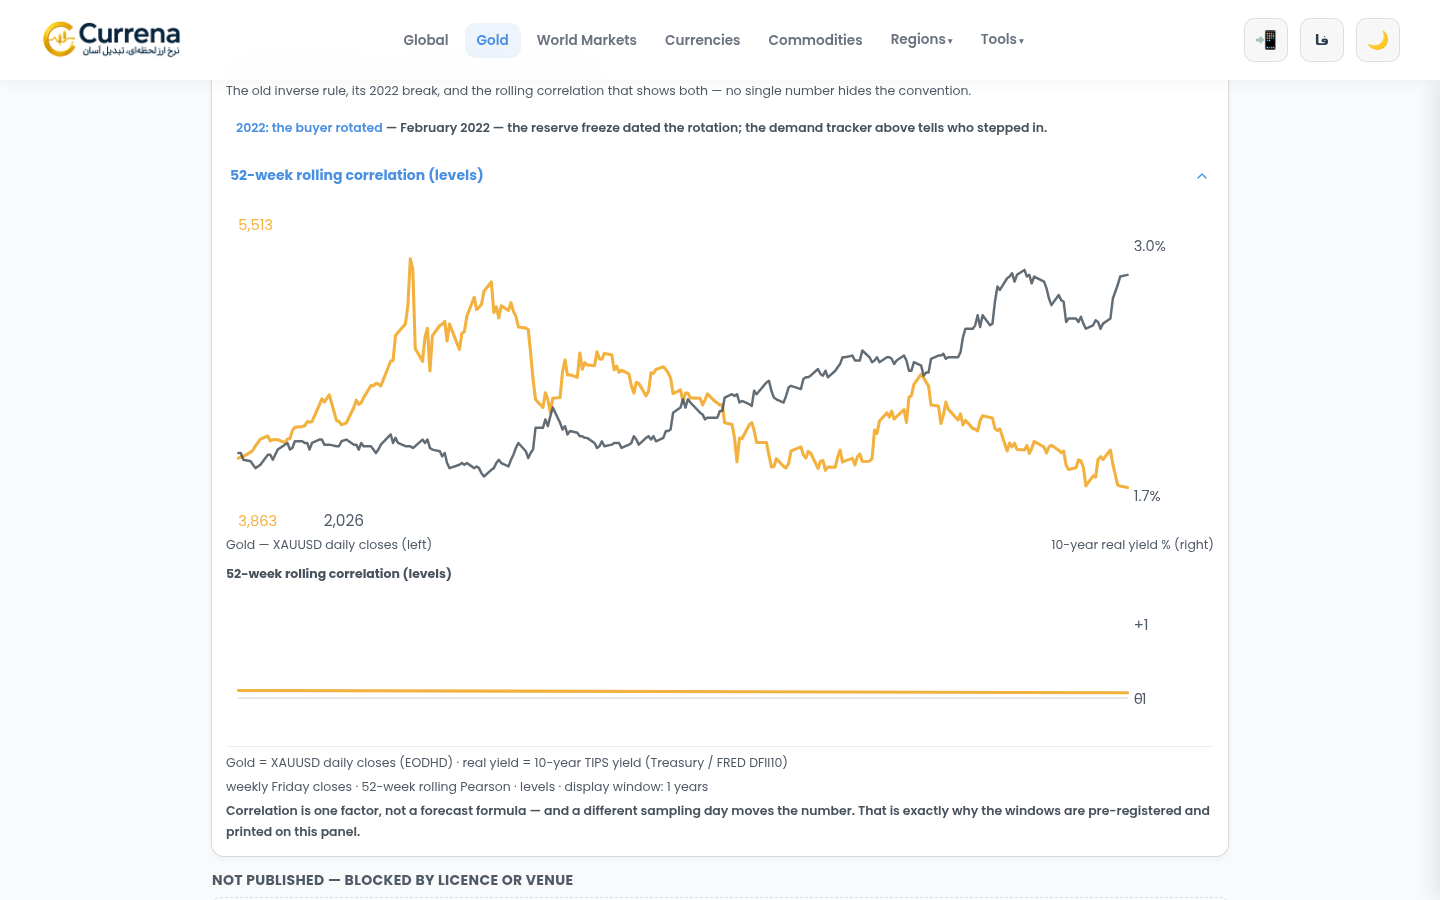 Currena
نرخ ارز لحظه‌ای، تبدیل آسان
Global
Gold
World Markets
Currencies
Commodities
Regions ▾
Tools ▾
فا
The old inverse rule, its 2022 break, and the rolling correlation that shows both — no single number hides the convention.
2022: the buyer rotated — February 2022 — the reserve freeze dated the rotation; the demand tracker above tells who stepped in.
52-week rolling correlation (levels)
5,513
3.0%
1.7%
3,863
2,026
Gold — XAUUSD daily closes (left)
10-year real yield % (right)
52-week rolling correlation (levels)
+1
Gold = XAUUSD daily closes (EODHD) · real yield = 10-year TIPS yield (Treasury / FRED DFII10)
weekly Friday closes · 52-week rolling Pearson · levels · display window: 1 years
Correlation is one factor, not a forecast formula — and a different sampling day moves the number. That is exactly why the windows are pre-registered and
printed on this panel.
NOT PUBLISHED — BLOCKED BY LICENCE OR VENUE